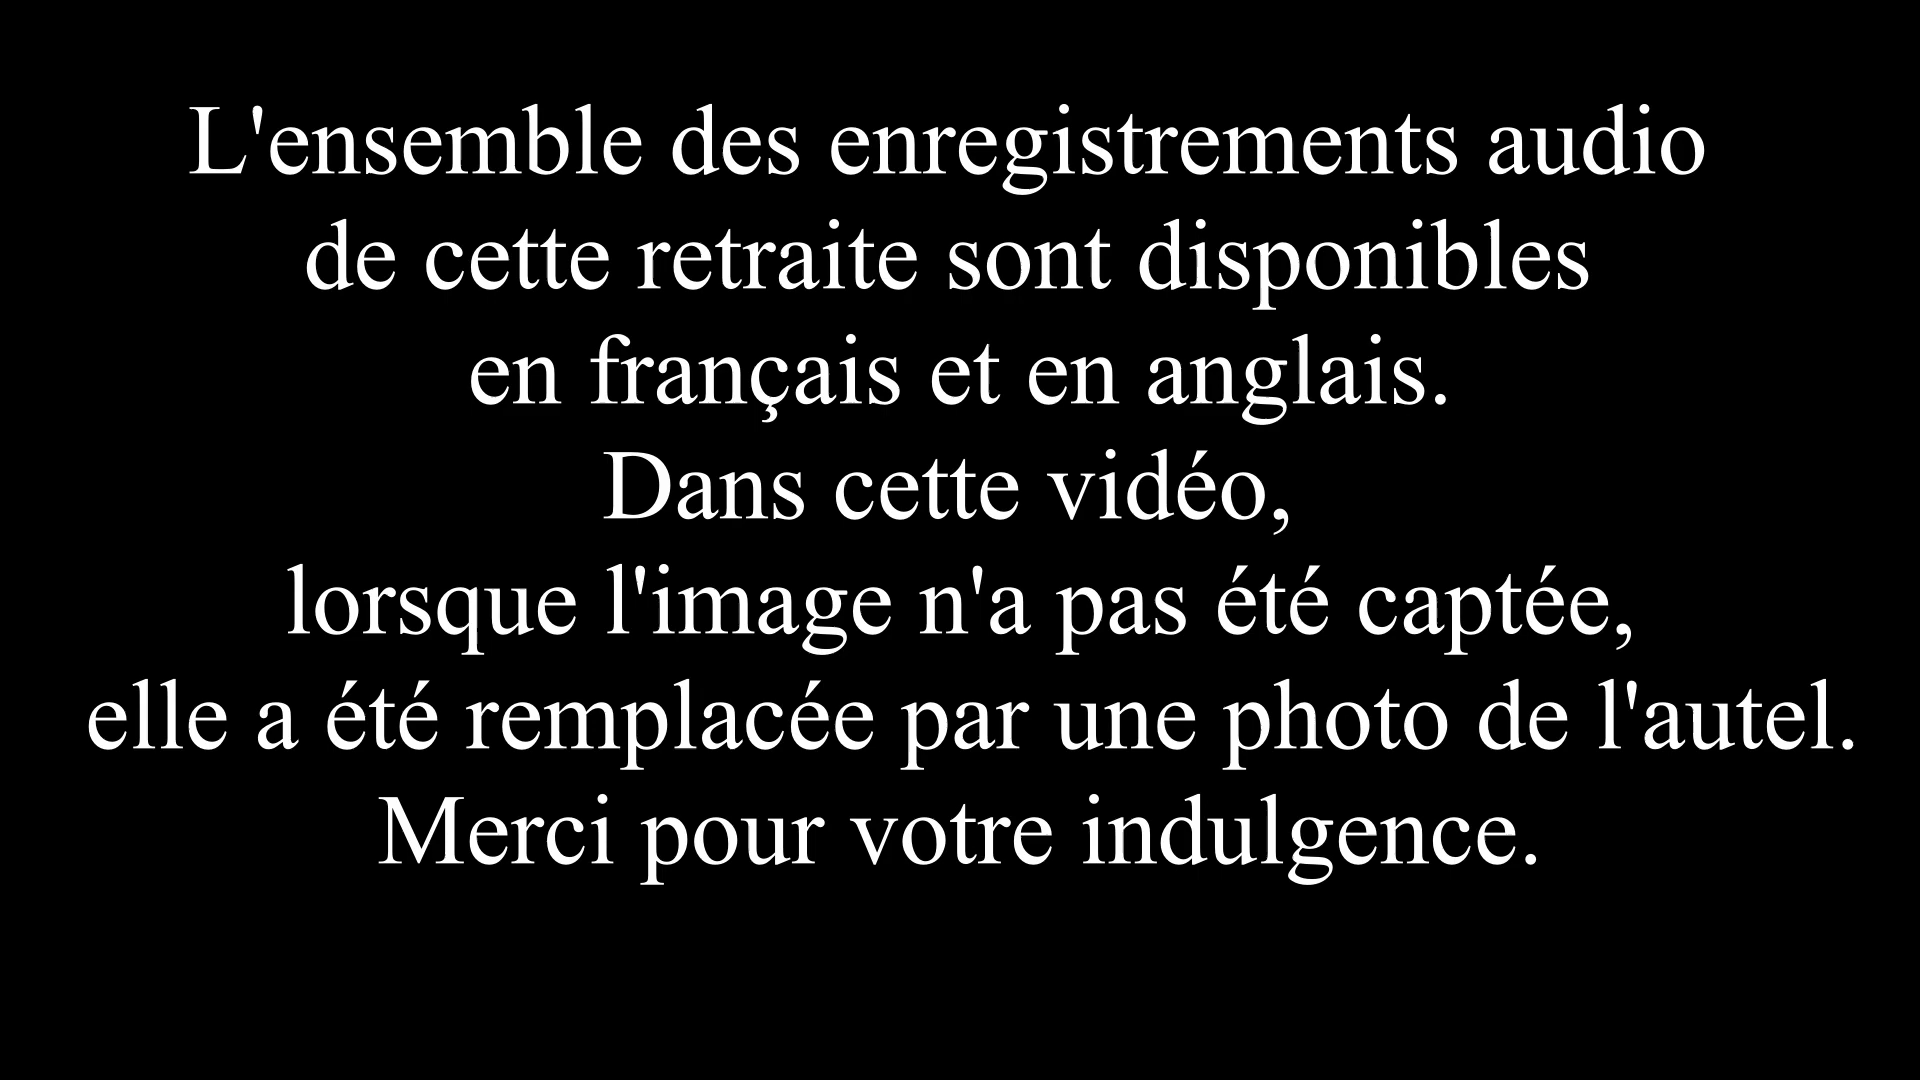 L'ensemble des enregistrements audio
de cette retraite sont disponibles
en français et en anglais.
Dans cette vidéo,
lorsque l'image n'a pas été captée,
elle a été remplacée par une photo de l'autel.
Merci pour votre indulgence.